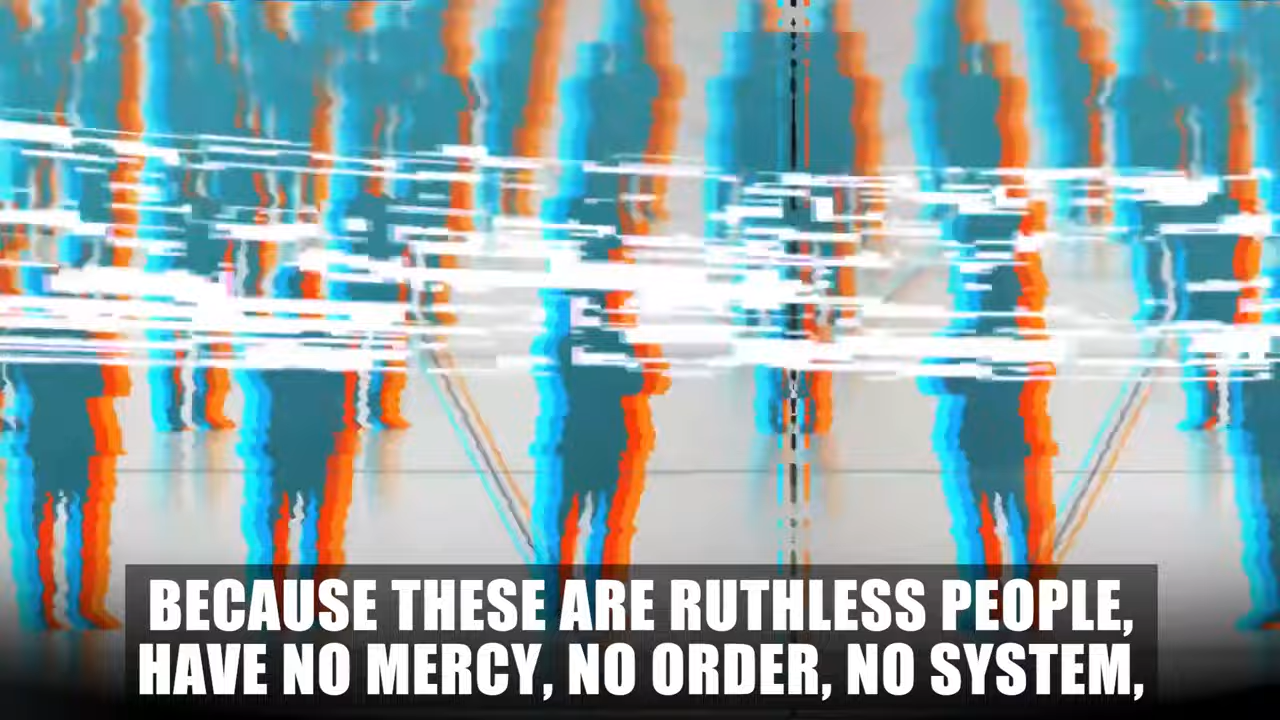 BECAUSE THESE ARE RUTHLESS PEOPLE,
HAVE NO MERCY, NO ORDER, NO SYSTEM,